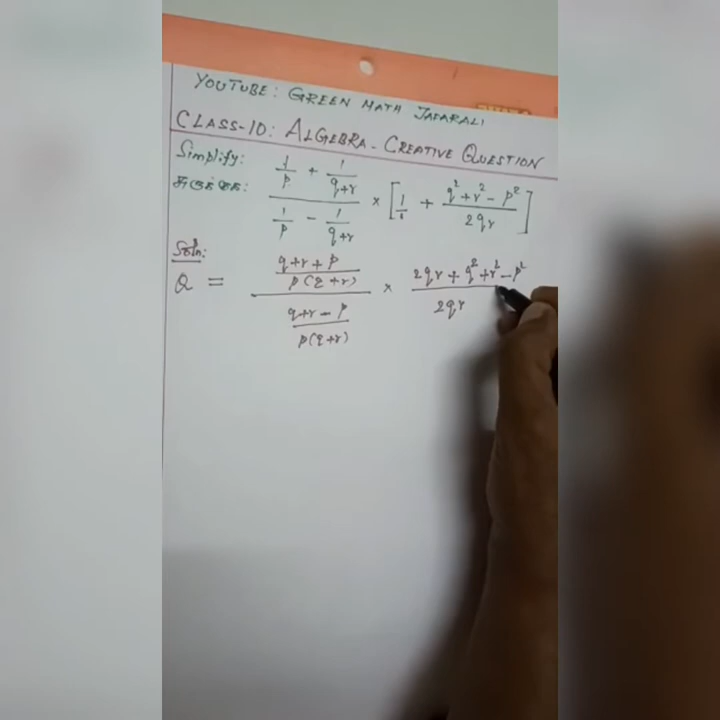 YOUTUBE: GREEN MATH JAFARALI
CLASS-10: ALGEBRA - CREATIVE QUESTION
Simplify: (1/p + 1/(q+r)) / (1/p - 1/(q+r)) × [1/1 + (q² + r² - p²)/2qr]
சுருக்குக:
Soln:
Q = ((q+r+p)/(p(q+r))) / ((q+r-p)/(p(q+r))) × (2qr + q² + r² - p²)/2qr